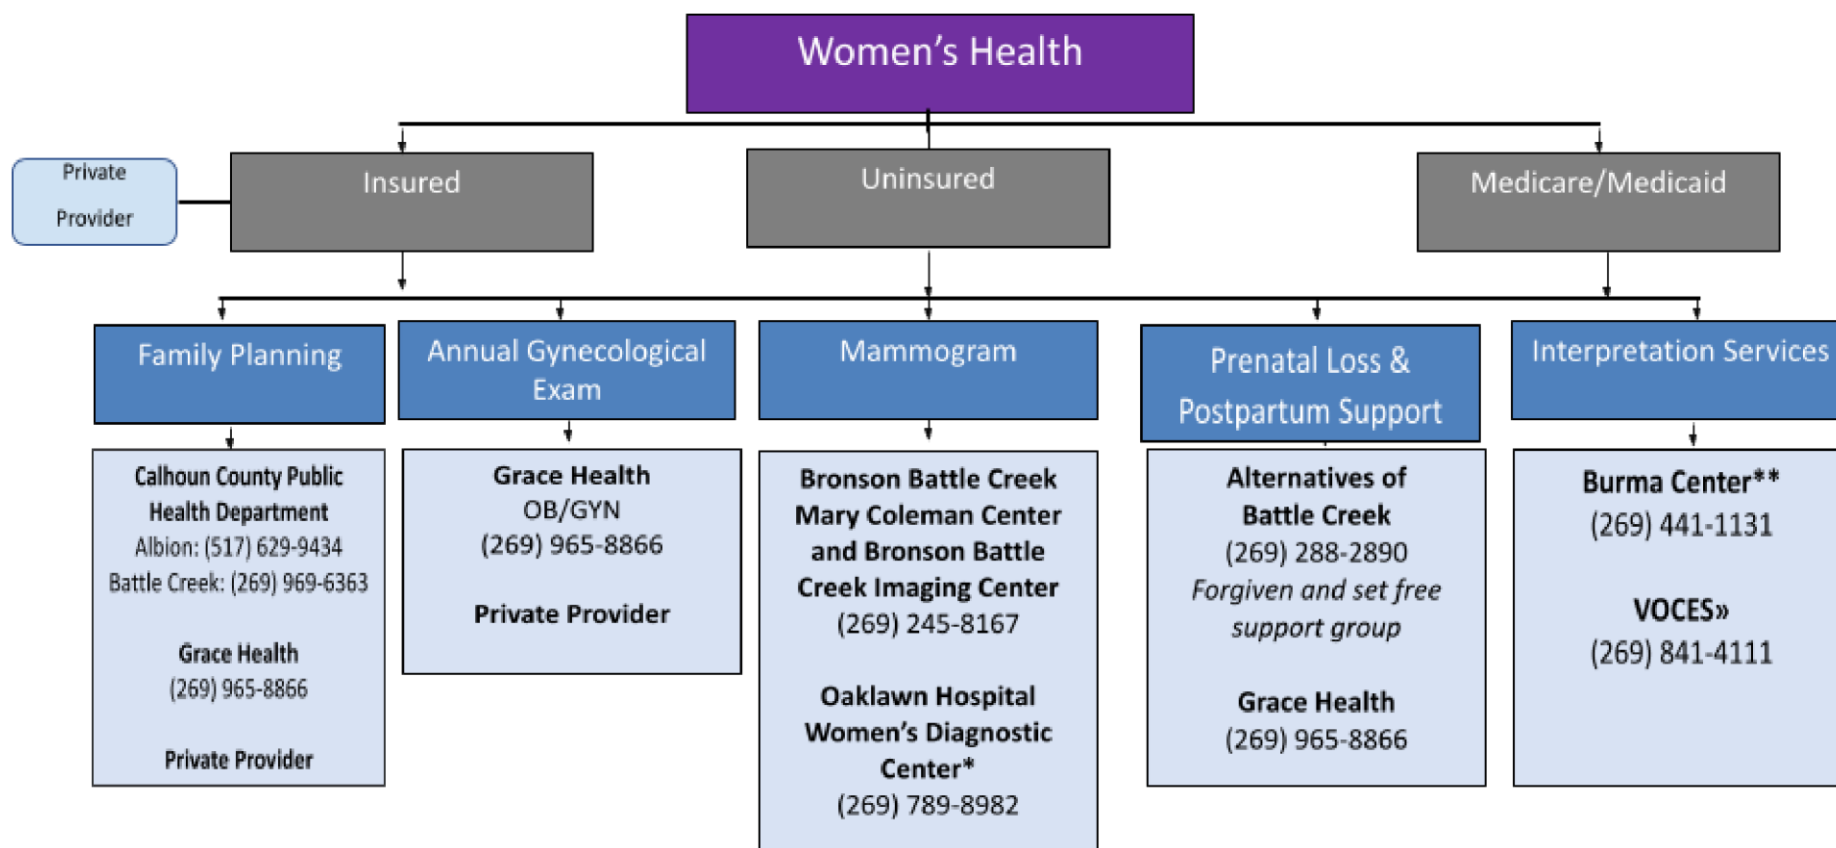 Women’s Health
Private
Provider
Insured
Uninsured
Medicare/Medicaid
Family Planning
Annual Gynecological
Exam
Mammogram
Prenatal Loss &
Postpartum Support
Interpretation Services
Calhoun County Public
Health Department
Albion: (517) 629-9434
Battle Creek: (269) 969-6363
Grace Health
(269) 965-8866
Private Provider
Grace Health
OB/GYN
(269) 965-8866
Private Provider
Bronson Battle Creek
Mary Coleman Center
and Bronson Battle
Creek Imaging Center
(269) 245-8167
Oaklawn Hospital
Women’s Diagnostic
Center*
(269) 789-8982
Alternatives of
Battle Creek
(269) 288-2890
Forgiven and set free
support group
Grace Health
(269) 965-8866
Burma Center**
(269) 441-1131
VOCES»
(269) 841-4111